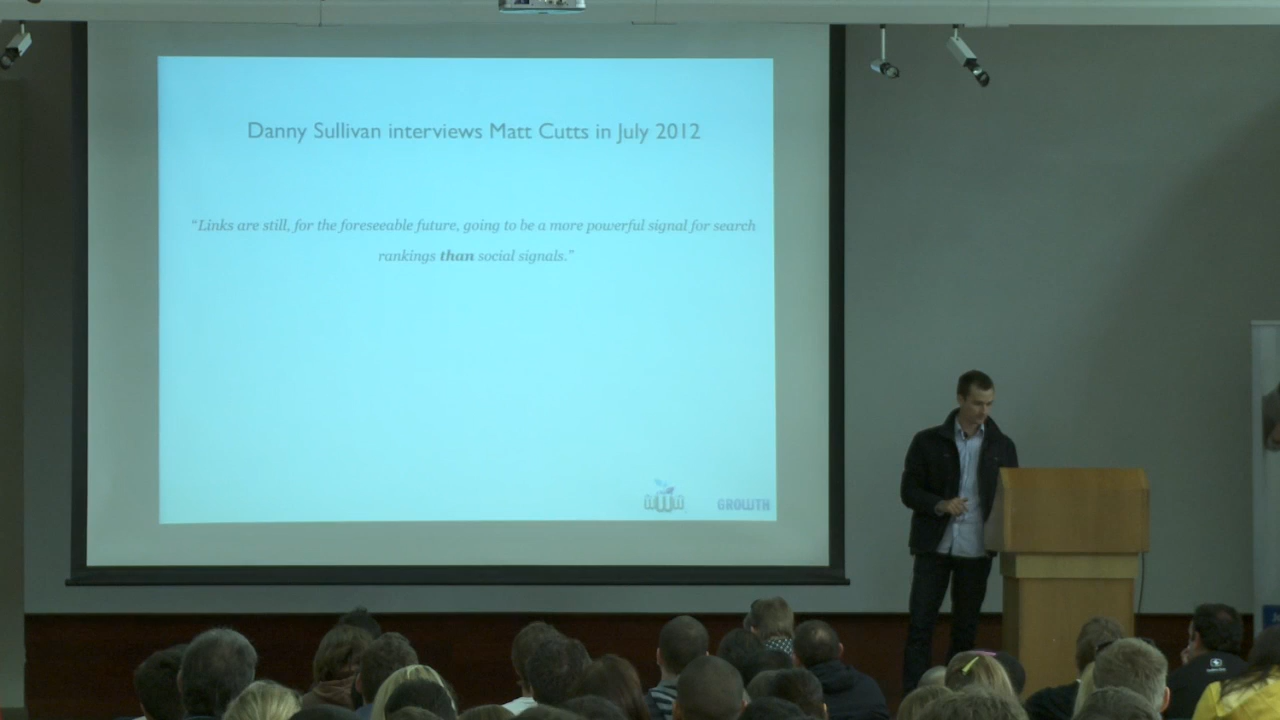 Danny Sullivan interviews Matt Cutts in July 2012
“Links are still, for the foreseeable future, going to be a more powerful signal for search
rankings than social signals.”
GROWTH